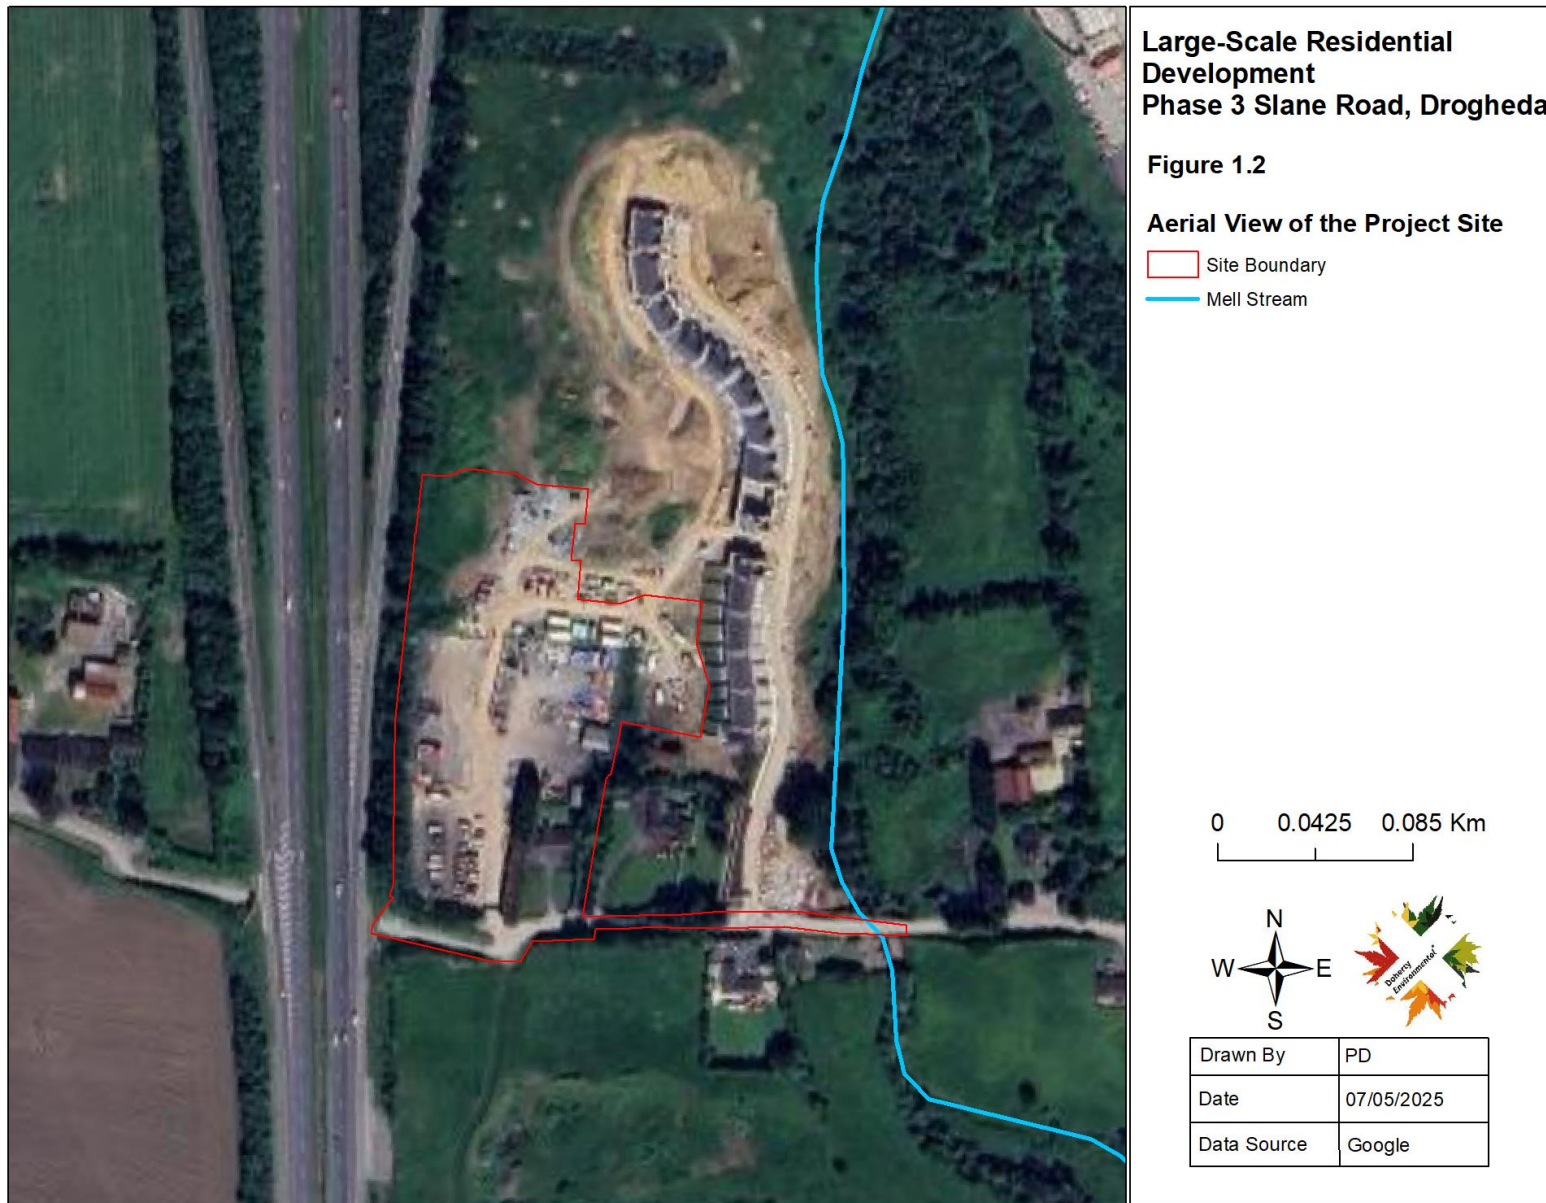 Large-Scale Residential
Development
Phase 3 Slane Road, Drogheda
Figure 1.2
Aerial View of the Project Site
Site Boundary
Mell Stream
0 0.0425 0.085 Km
N
W E
S
Doherty
Environmental
Drawn By PD
Date 07/05/2025
Data Source Google